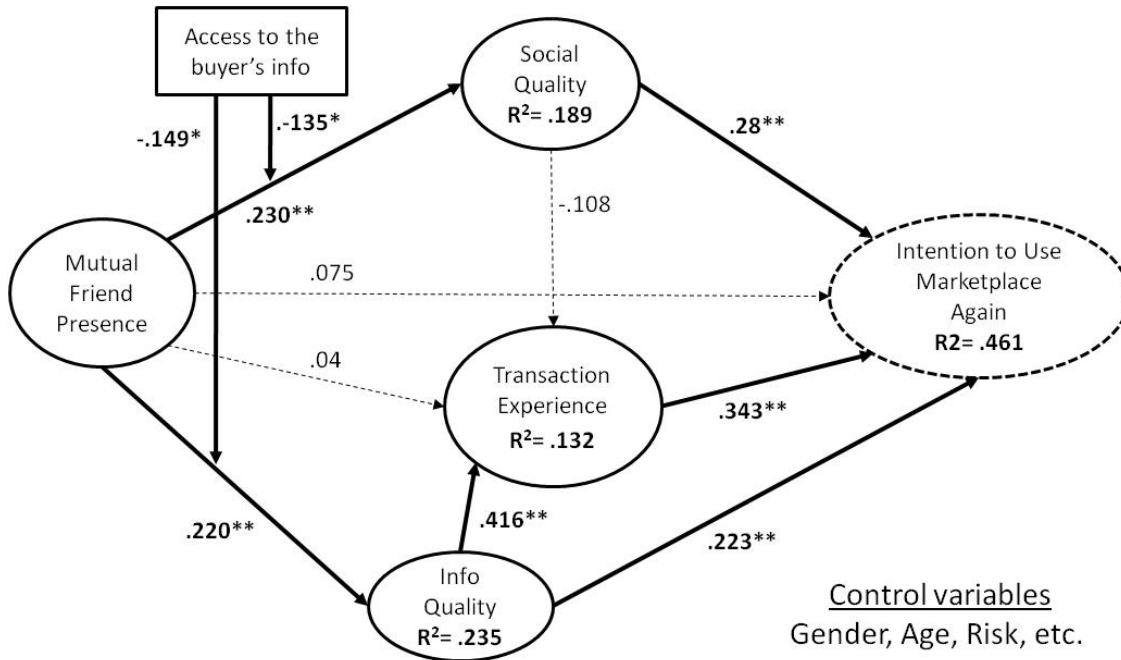 Access to the
buyer's info
Social
Quality
R²= .189
-.149*
.-135*
.28**
.230**
-.108
Mutual
Friend
Presence
.075
Intention to Use
Marketplace
Again
R2= .461
.04
Transaction
Experience
R²= .132
.343**
.220**
.416**
.223**
Info
Quality
R²= .235
Control variables
Gender, Age, Risk, etc.